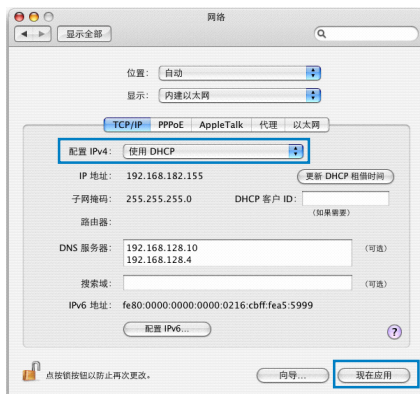 网络
显示全部
位置: 自动
显示: 内建以太网
TCP/IP PPPoE AppleTalk 代理 以太网
配置 IPv4: 使用 DHCP
IP 地址: 192.168.182.155 更新 DHCP 租借时间
子网掩码: 255.255.255.0 DHCP 客户 ID:
(如果需要)
路由器:
DNS 服务器: 192.168.128.10 (可选)
192.168.128.4
搜索域: (可选)
IPv6 地址: fe80:0000:0000:0000:0216:cbff:fea5:5999
配置 IPv6... ?
点按锁按钮以防止再次更改。 向导... 现在应用